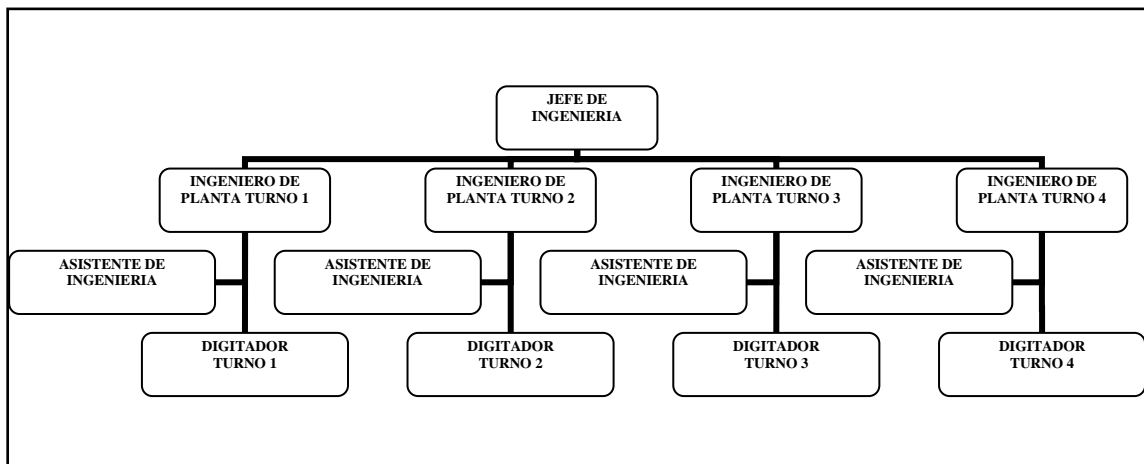 JEFE DE
INGENIERIA
INGENIERO DE
PLANTA TURNO 1
INGENIERO DE
PLANTA TURNO 2
INGENIERO DE
PLANTA TURNO 3
INGENIERO DE
PLANTA TURNO 4
ASISTENTE DE
INGENIERIA
ASISTENTE DE
INGENIERIA
ASISTENTE DE
INGENIERIA
ASISTENTE DE
INGENIERIA
DIGITADOR
TURNO 1
DIGITADOR
TURNO 2
DIGITADOR
TURNO 3
DIGITADOR
TURNO 4